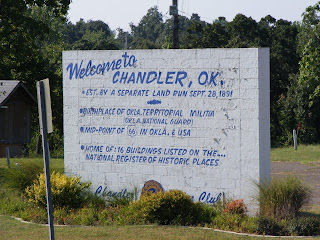 Welcome to
CHANDLER, OK.
• EST. BY A SEPARATE LAND RUN SEPT. 28, 1891
• BIRTHPLACE OF OKLA. TERRITORIAL MILITIA
(OKLA. NATIONAL GUARD)
• MID-POINT OF 66 IN OKLA. & USA
• HOME OF: 16 BUILDINGS LISTED ON THE...
NATIONAL REGISTER OF HISTORIC PLACES
Chandler
Club